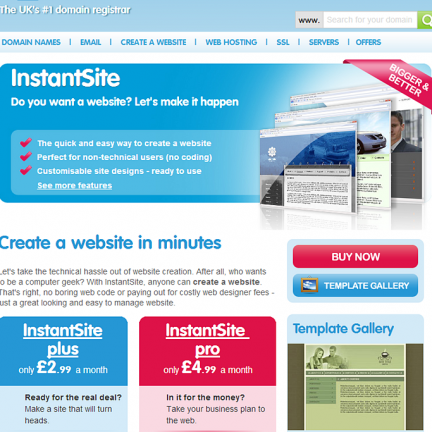 The UK's #1 domain registrar
www. Search for your domain
DOMAIN NAMES | EMAIL | CREATE A WEBSITE | WEB HOSTING | SSL | SERVERS | OFFERS
InstantSite
BIGGER &
BETTER
Do you want a website? Let's make it happen
The quick and easy way to create a website
Perfect for non-technical users (no coding)
Customisable site designs - ready to use
See more features
Create a website in minutes
BUY NOW
Let's take the technical hassle out of website creation. After all, who wants
to be a computer geek? With InstantSite, anyone can create a website.
That's right, no boring web code or paying out for costly web designer fees -
just a great looking and easy to manage website.
TEMPLATE GALLERY
InstantSite
plus
only £2.99 a month
InstantSite
pro
only £4.99 a month
Template Gallery
Ready for the real deal?
Make a site that will turn
heads.
In it for the money?
Take your business plan to
the web.